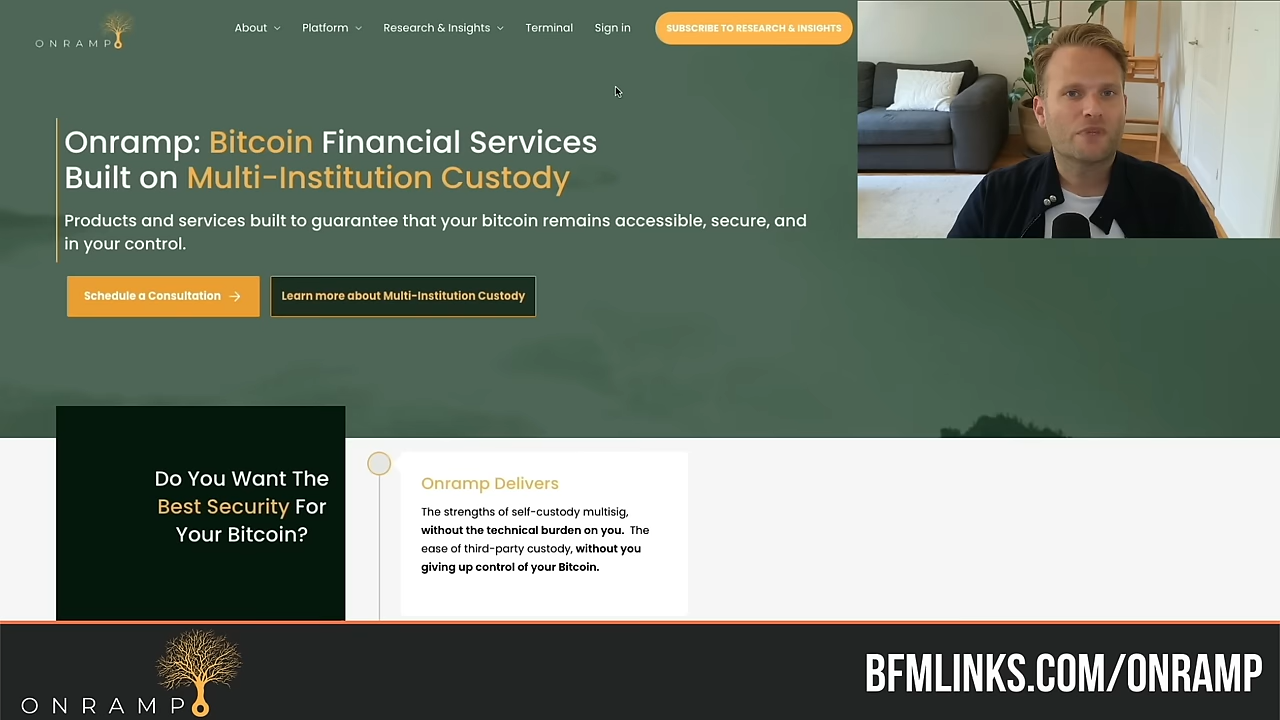 ONRAMP
About
Platform
Research & Insights
Terminal
Sign in
SUBSCRIBE TO RESEARCH & INSIGHTS
Onramp: Bitcoin Financial Services
Built on Multi-Institution Custody
Products and services built to guarantee that your bitcoin remains accessible, secure, and
in your control.
Schedule a Consultation →
Learn more about Multi-Institution Custody
Do You Want The
Best Security For
Your Bitcoin?
Onramp Delivers
The strengths of self-custody multisig,
without the technical burden on you. The
ease of third-party custody, without you
giving up control of your Bitcoin.
ONRAMP
BFMLINKS.COM/ONRAMP